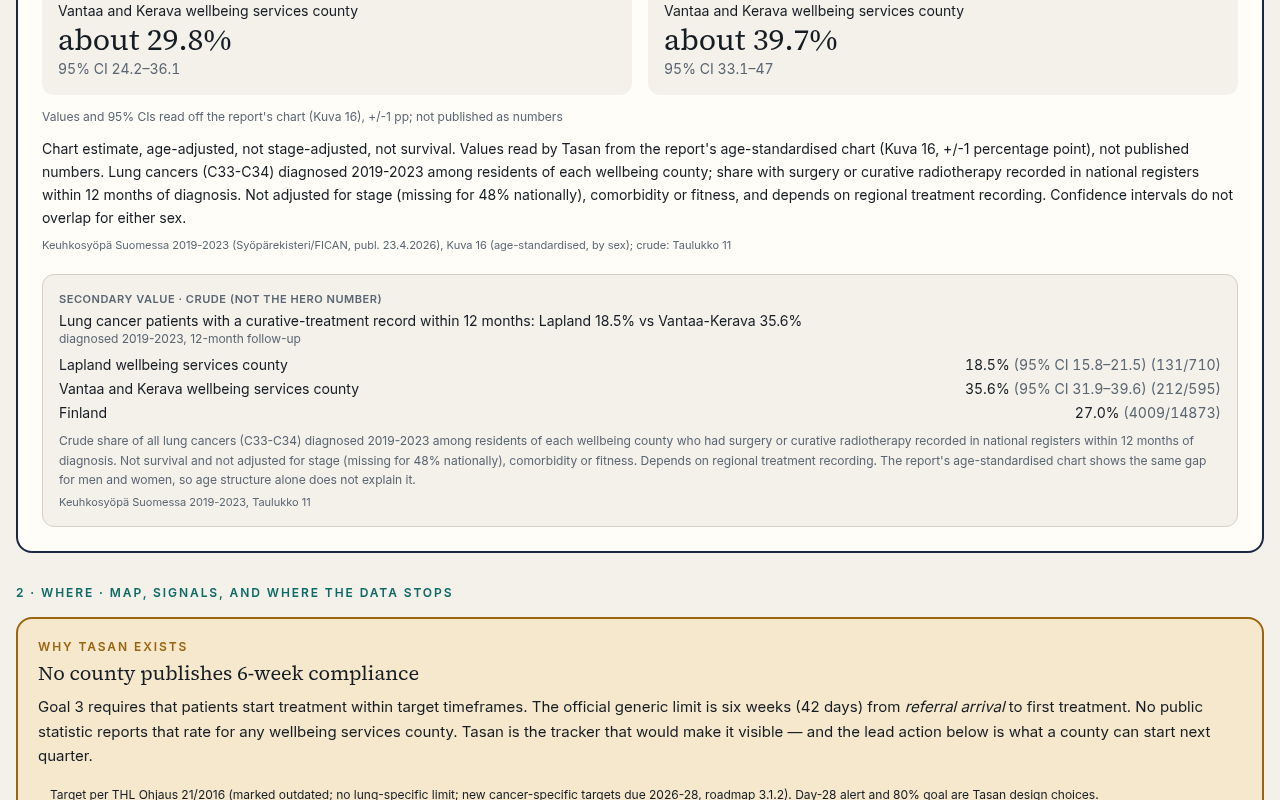 Vantaa and Kerava wellbeing services county
about 29.8%
95% CI 24.2–36.1
Vantaa and Kerava wellbeing services county
about 39.7%
95% CI 33.1–47
Values and 95% CIs read off the report's chart (Kuva 16), +/-1 pp; not published as numbers
Chart estimate, age-adjusted, not stage-adjusted, not survival. Values read by Tasan from the report's age-standardised chart (Kuva 16, +/-1 percentage point), not published
numbers. Lung cancers (C33-C34) diagnosed 2019-2023 among residents of each wellbeing county; share with surgery or curative radiotherapy recorded in national registers
within 12 months of diagnosis. Not adjusted for stage (missing for 48% nationally), comorbidity or fitness, and depends on regional treatment recording. Confidence intervals do not
overlap for either sex.
Keuhkosyöpä Suomessa 2019-2023 (Syöpärekisteri/FICAN, publ. 23.4.2026), Kuva 16 (age-standardised, by sex); crude: Taulukko 11
SECONDARY VALUE · CRUDE (NOT THE HERO NUMBER)
Lung cancer patients with a curative-treatment record within 12 months: Lapland 18.5% vs Vantaa-Kerava 35.6%
diagnosed 2019-2023, 12-month follow-up
Lapland wellbeing services county 18.5% (95% CI 15.8–21.5) (131/710)
Vantaa and Kerava wellbeing services county 35.6% (95% CI 31.9–39.6) (212/595)
Finland 27.0% (4009/14873)
Crude share of all lung cancers (C33-C34) diagnosed 2019-2023 among residents of each wellbeing county who had surgery or curative radiotherapy recorded in national registers within 12 months of
diagnosis. Not survival and not adjusted for stage (missing for 48% nationally), comorbidity or fitness. Depends on regional treatment recording. The report's age-standardised chart shows the same gap
for men and women, so age structure alone does not explain it.
Keuhkosyöpä Suomessa 2019-2023, Taulukko 11
2 · WHERE · MAP, SIGNALS, AND WHERE THE DATA STOPS
WHY TASAN EXISTS
No county publishes 6-week compliance
Goal 3 requires that patients start treatment within target timeframes. The official generic limit is six weeks (42 days) from referral arrival to first treatment. No public
statistic reports that rate for any wellbeing services county. Tasan is the tracker that would make it visible — and the lead action below is what a county can start next
quarter.
Target per THL Ohjaus 21/2016 (marked outdated; no lung-specific limit; new cancer-specific targets due 2026-28, roadmap 3.1.2). Day-28 alert and 80% goal are Tasan design choices.